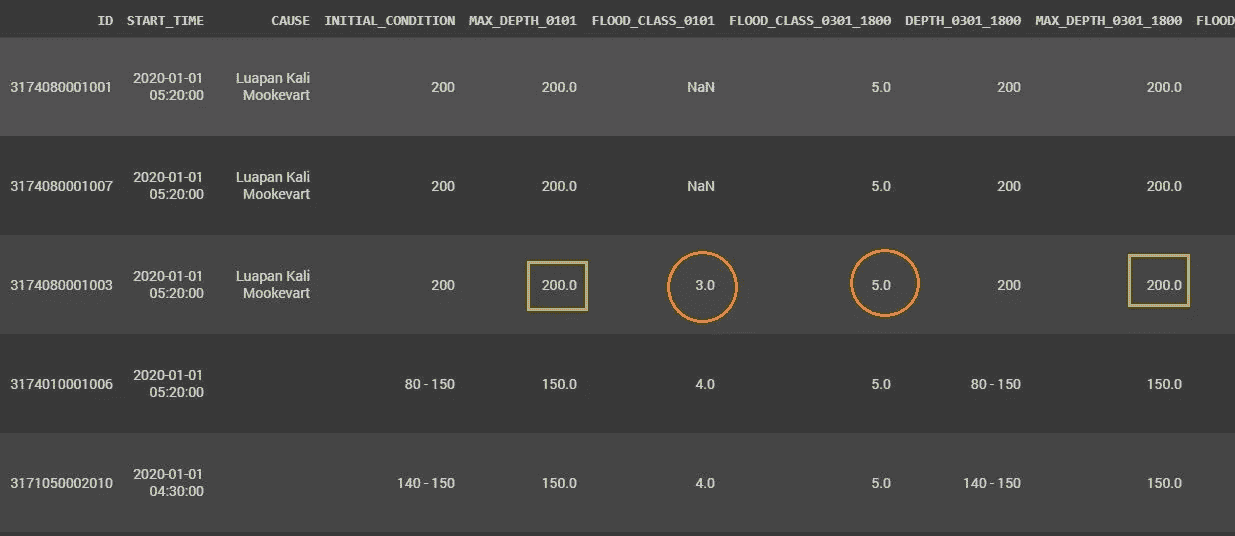 ID START_TIME CAUSE INITIAL_CONDITION MAX_DEPTH_0101 FLOOD_CLASS_0101 FLOOD_CLASS_0301_1800 DEPTH_0301_1800 MAX_DEPTH_0301_1800 FLOOD
2020-01-01 Luapan Kali
3174080001001 200 200.0 NaN 5.0 200 200.0
05:20:00 Mookevart
2020-01-01 Luapan Kali
3174080001007 200 200.0 NaN 5.0 200 200.0
05:20:00 Mookevart
2020-01-01 Luapan Kali
3174080001003 200 200.0 3.0 5.0 200 200.0
05:20:00 Mookevart
2020-01-01
3174010001006 80 - 150 150.0 4.0 5.0 80 - 150 150.0
05:20:00
2020-01-01
3171050002010 140 - 150 150.0 4.0 5.0 140 - 150 150.0
04:30:00